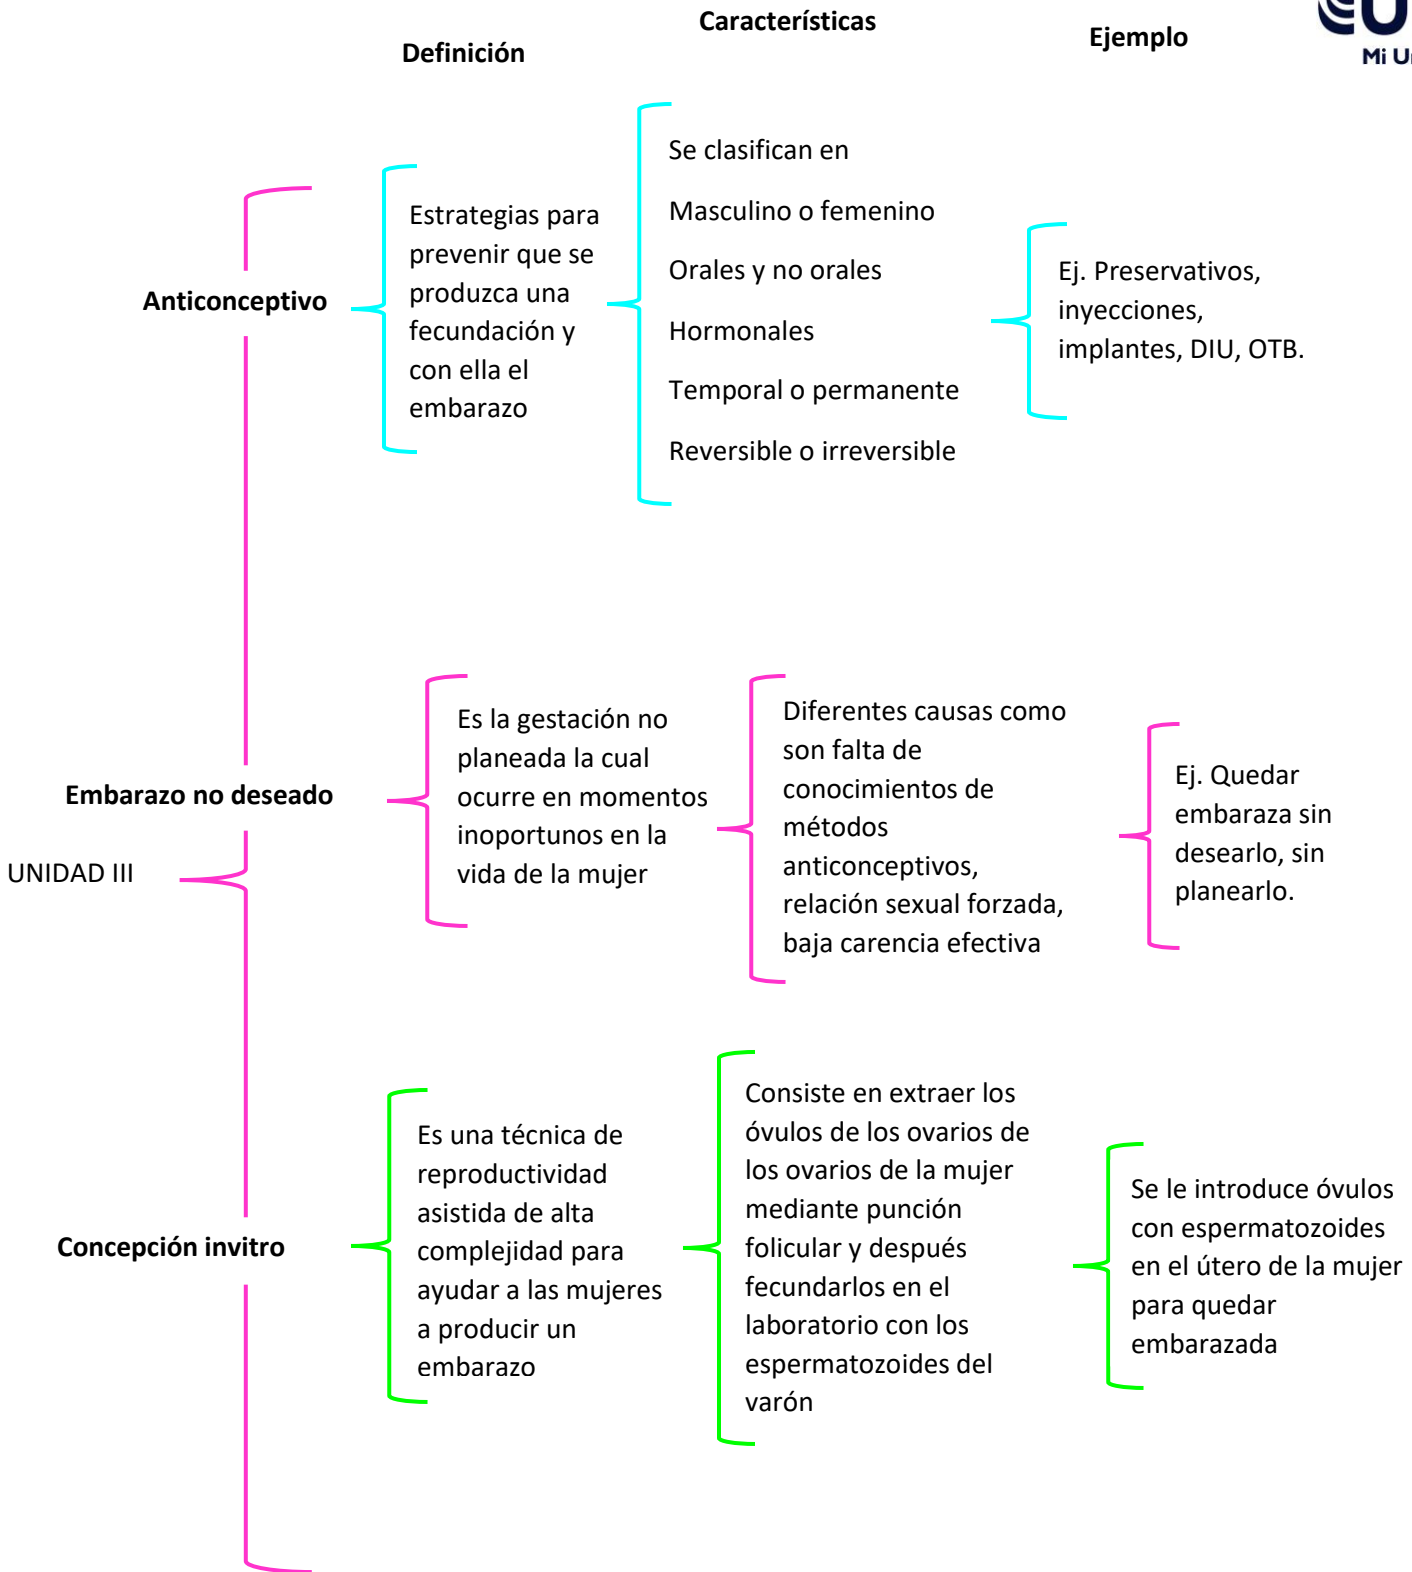 Definición
Características
Ejemplo
Mi U
UNIDAD III
Anticonceptivo
Estrategias para
prevenir que se
produzca una
fecundación y
con ella el
embarazo
Se clasifican en
Masculino o femenino
Orales y no orales
Hormonales
Temporal o permanente
Reversible o irreversible
Ej. Preservativos,
inyecciones,
implantes, DIU, OTB.
Embarazo no deseado
Es la gestación no
planeada la cual
ocurre en momentos
inoportunos en la
vida de la mujer
Diferentes causas como
son falta de
conocimientos de
métodos
anticonceptivos,
relación sexual forzada,
baja carencia efectiva
Ej. Quedar
embaraza sin
desearlo, sin
planearlo.
Concepción invitro
Es una técnica de
reproductividad
asistida de alta
complejidad para
ayudar a las mujeres
a producir un
embarazo
Consiste en extraer los
óvulos de los ovarios de
los ovarios de la mujer
mediante punción
folicular y después
fecundarlos en el
laboratorio con los
espermatozoides del
varón
Se le introduce óvulos
con espermatozoides
en el útero de la mujer
para quedar
embarazada